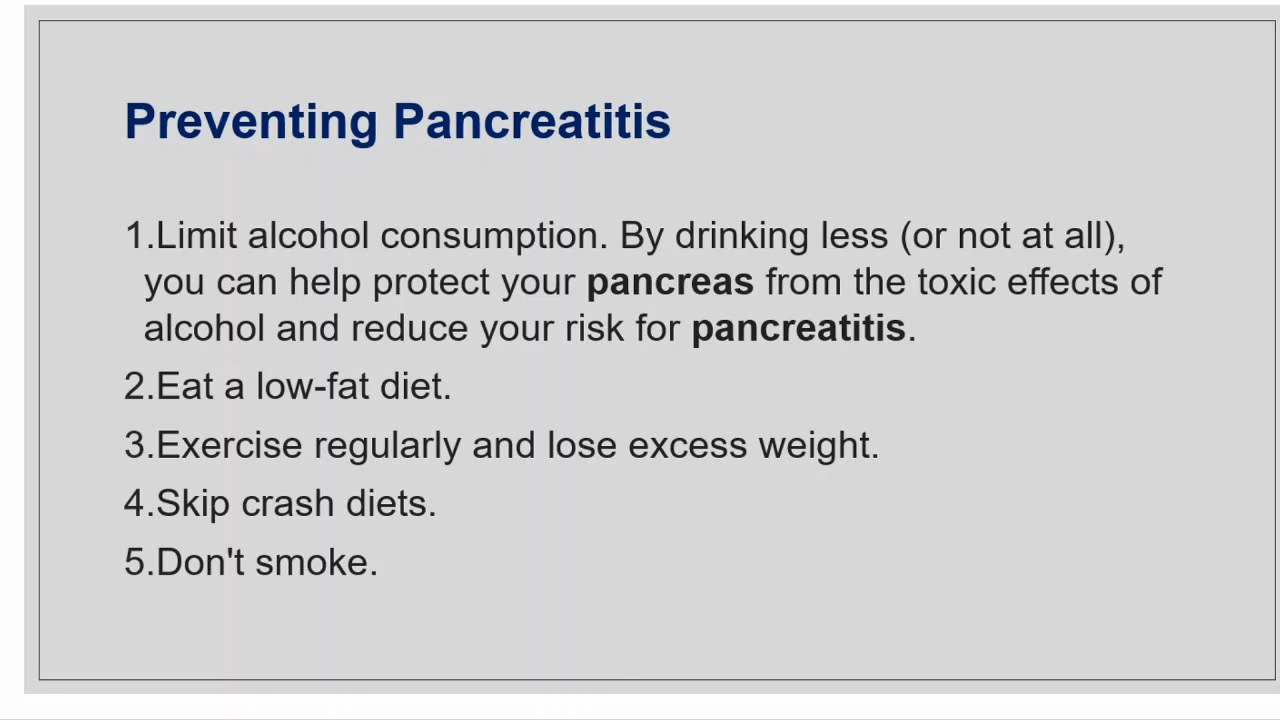 Preventing Pancreatitis
1.Limit alcohol consumption. By drinking less (or not at all),
you can help protect your pancreas from the toxic effects of
alcohol and reduce your risk for pancreatitis.
2.Eat a low-fat diet.
3.Exercise regularly and lose excess weight.
4.Skip crash diets.
5.Don't smoke.